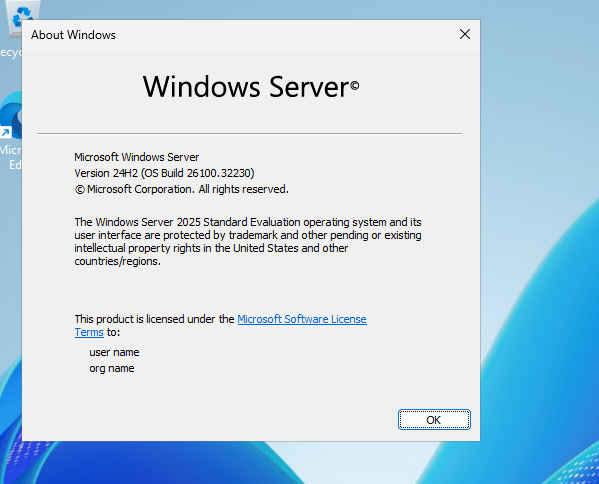 About Windows
Windows Server©
Microsoft Windows Server
Version 24H2 (OS Build 26100.32230)
© Microsoft Corporation. All rights reserved.
The Windows Server 2025 Standard Evaluation operating system and its
user interface are protected by trademark and other pending or existing
intellectual property rights in the United States and other
countries/regions.
This product is licensed under the Microsoft Software License
Terms to:
user name
org name
OK